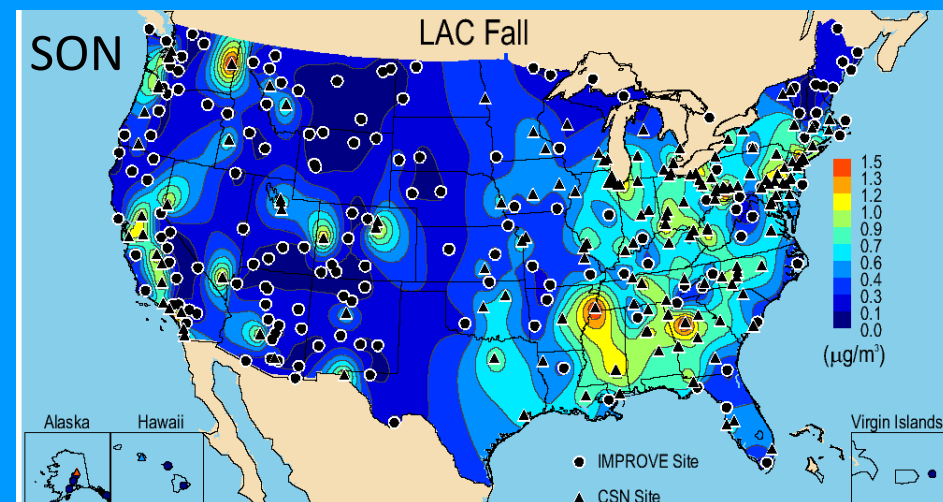 SON
LAC Fall
1.5
1.3
1.2
1.0
0.9
0.7
0.6
0.4
0.3
0.1
0.0
(µg/m³)
Alaska
Hawaii
Virgin Islands
IMPROVE Site
CSN Site